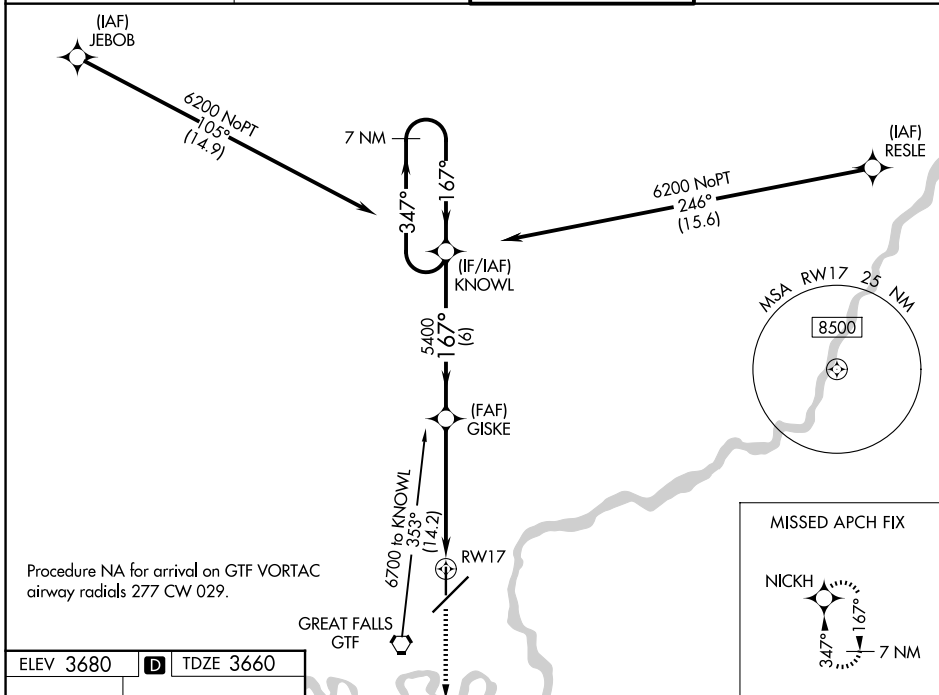 (IAF)
JEBOB
6200 NoPT
105°
(14.9)
7 NM
347°
167°
(IAF)
RESLE
6200 NoPT
246°
(15.6)
(IF/IAF)
KNOWL
5400
167°
(6)
MSA RW17 25 NM
8500
(FAF)
GISKE
6700 to KNOWL
353°
(14.2)
RW17
Procedure NA for arrival on GTF VORTAC
airway radials 277 CW 029.
GREAT FALLS
GTF
MISSED APCH FIX
NICKH
347°
167°
7 NM
ELEV 3680 D TDZE 3660